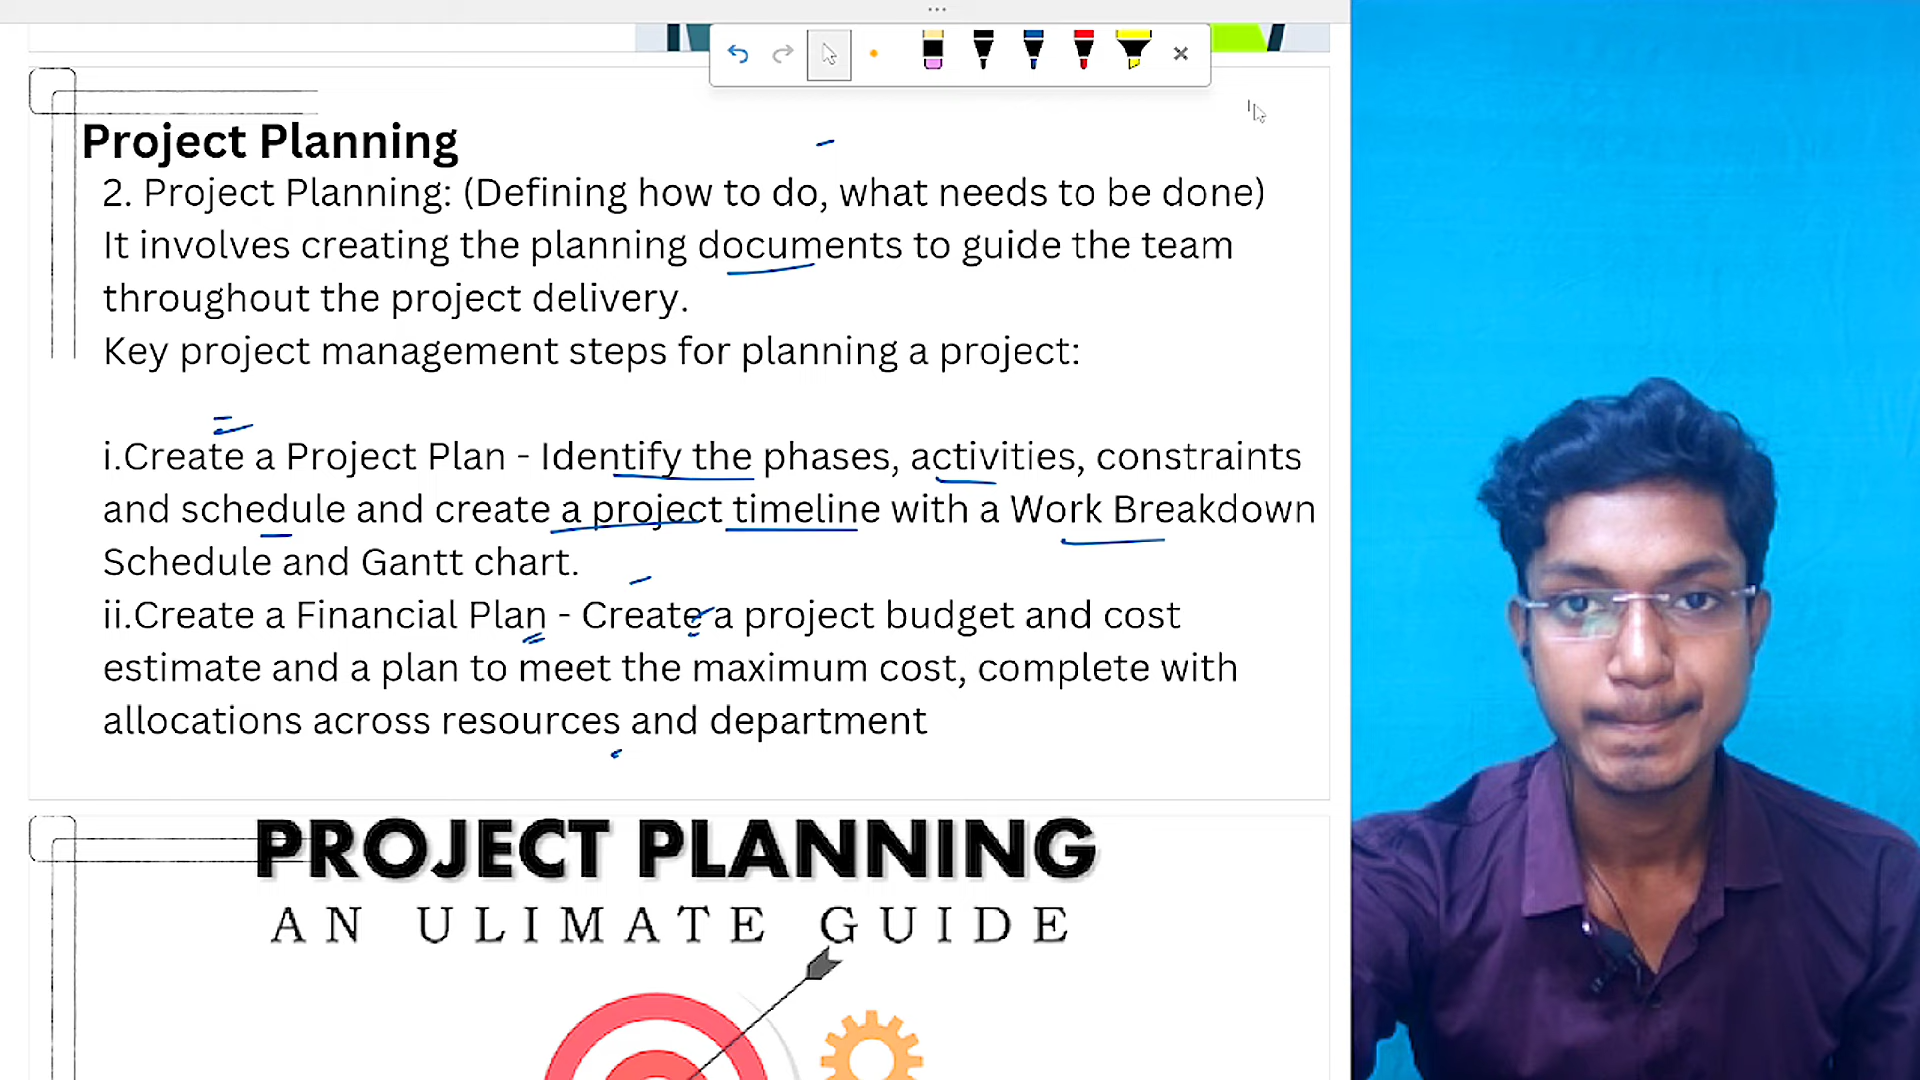 Project Planning
2. Project Planning: (Defining how to do, what needs to be done)
It involves creating the planning documents to guide the team
throughout the project delivery.
Key project management steps for planning a project:
i.Create a Project Plan - Identify the phases, activities, constraints
and schedule and create a project timeline with a Work Breakdown
Schedule and Gantt chart.
ii.Create a Financial Plan - Create a project budget and cost
estimate and a plan to meet the maximum cost, complete with
allocations across resources and department
PROJECT PLANNING
AN ULIMATE GUIDE